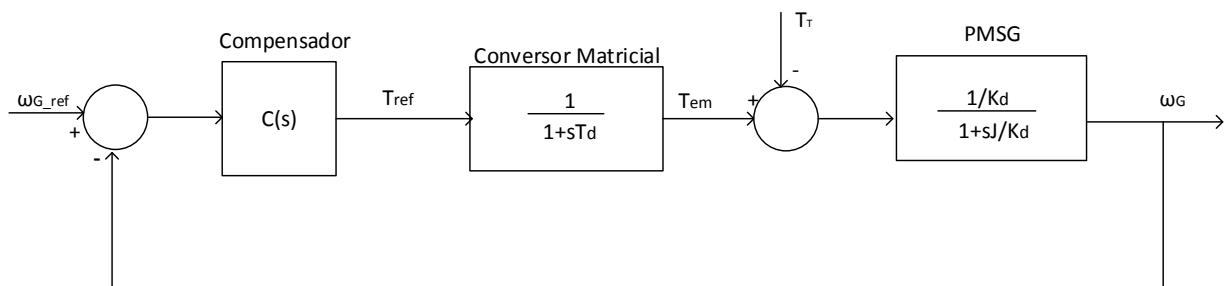 Compensador
Conversor Matricial
PMSG
TT
ωG_ref
+
-
C(s)
Tref
1
1+sTd
Tem
+
-
1/Kd
1+sJ/Kd
ωG